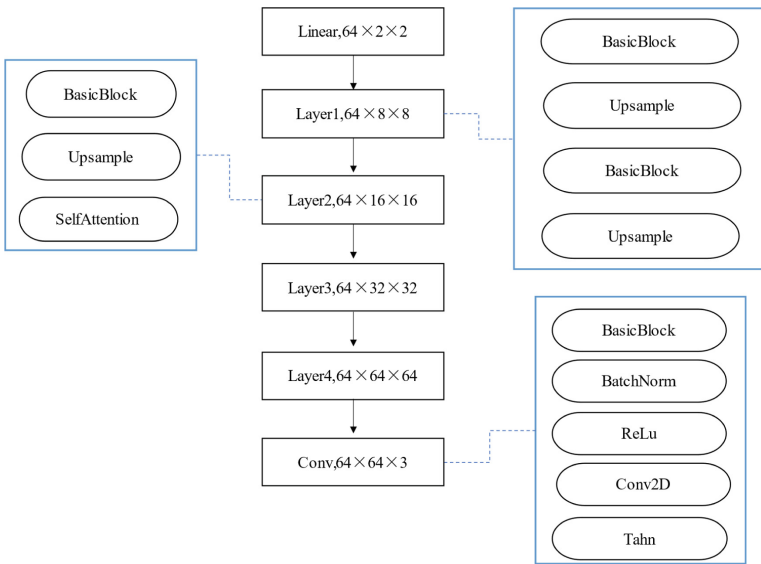 Linear,64×2×2
Layer1,64×8×8
Layer2,64×16×16
Layer3,64×32×32
Layer4,64×64×64
Conv,64×64×3
BasicBlock
Upsample
SelfAttention
BasicBlock
Upsample
BasicBlock
Upsample
BasicBlock
BatchNorm
ReLu
Conv2D
Tahn